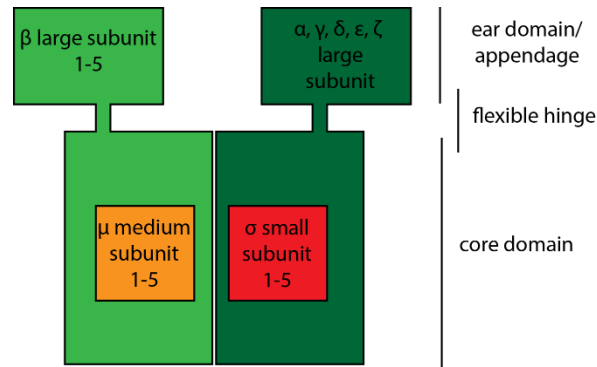 β large subunit
1-5
α, γ, δ, ε, ζ
large
subunit
ear domain/
appendage
flexible hinge
μ medium
subunit
1-5
σ small
subunit
1-5
core domain